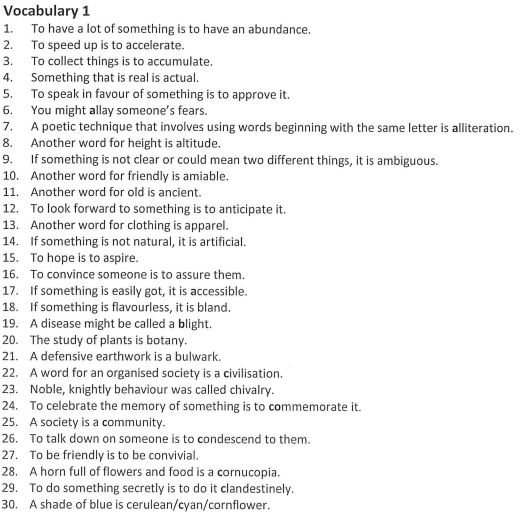 Vocabulary 1
1. To have a lot of something is to have an abundance.
2. To speed up is to accelerate.
3. To collect things is to accumulate.
4. Something that is real is actual.
5. To speak in favour of something is to approve it.
6. You might allay someone's fears.
7. A poetic technique that involves using words beginning with the same letter is alliteration.
8. Another word for height is altitude.
9. If something is not clear or could mean two different things, it is ambiguous.
10. Another word for friendly is amiable.
11. Another word for old is ancient.
12. To look forward to something is to anticipate it.
13. Another word for clothing is apparel.
14. If something is not natural, it is artificial.
15. To hope is to aspire.
16. To convince someone is to assure them.
17. If something is easily got, it is accessible.
18. If something is flavourless, it is bland.
19. A disease might be called a blight.
20. The study of plants is botany.
21. A defensive earthwork is a bulwark.
22. A word for an organised society is a civilisation.
23. Noble, knightly behaviour was called chivalry.
24. To celebrate the memory of something is to commemorate it.
25. A society is a community.
26. To talk down on someone is to condescend to them.
27. To be friendly is to be convivial.
28. A horn full of flowers and food is a cornucopia.
29. To do something secretly is to do it clandestinely.
30. A shade of blue is cerulean/cyan/cornflower.